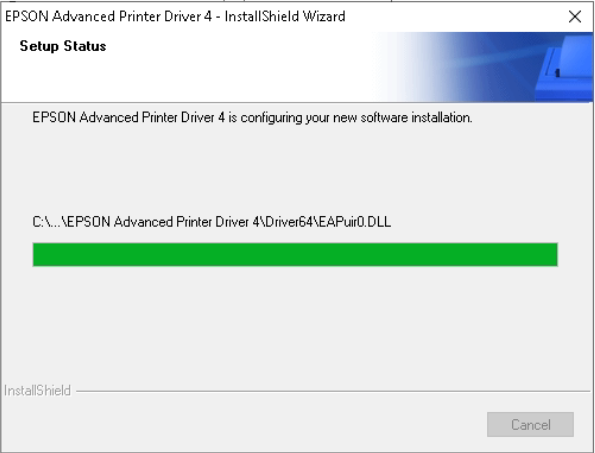 EPSON Advanced Printer Driver 4 - InstallShield Wizard
Setup Status
EPSON Advanced Printer Driver 4 is configuring your new software installation.
C:\...\EPSON Advanced Printer Driver 4\Driver64\EAPuir0.DLL
InstallShield
Cancel